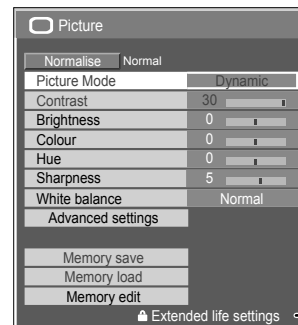 Picture
Normalise Normal
Picture Mode Dynamic
Contrast 30
Brightness 0
Colour 0
Hue 0
Sharpness 5
White balance Normal
Advanced settings
Memory save
Memory load
Memory edit
Extended life settings